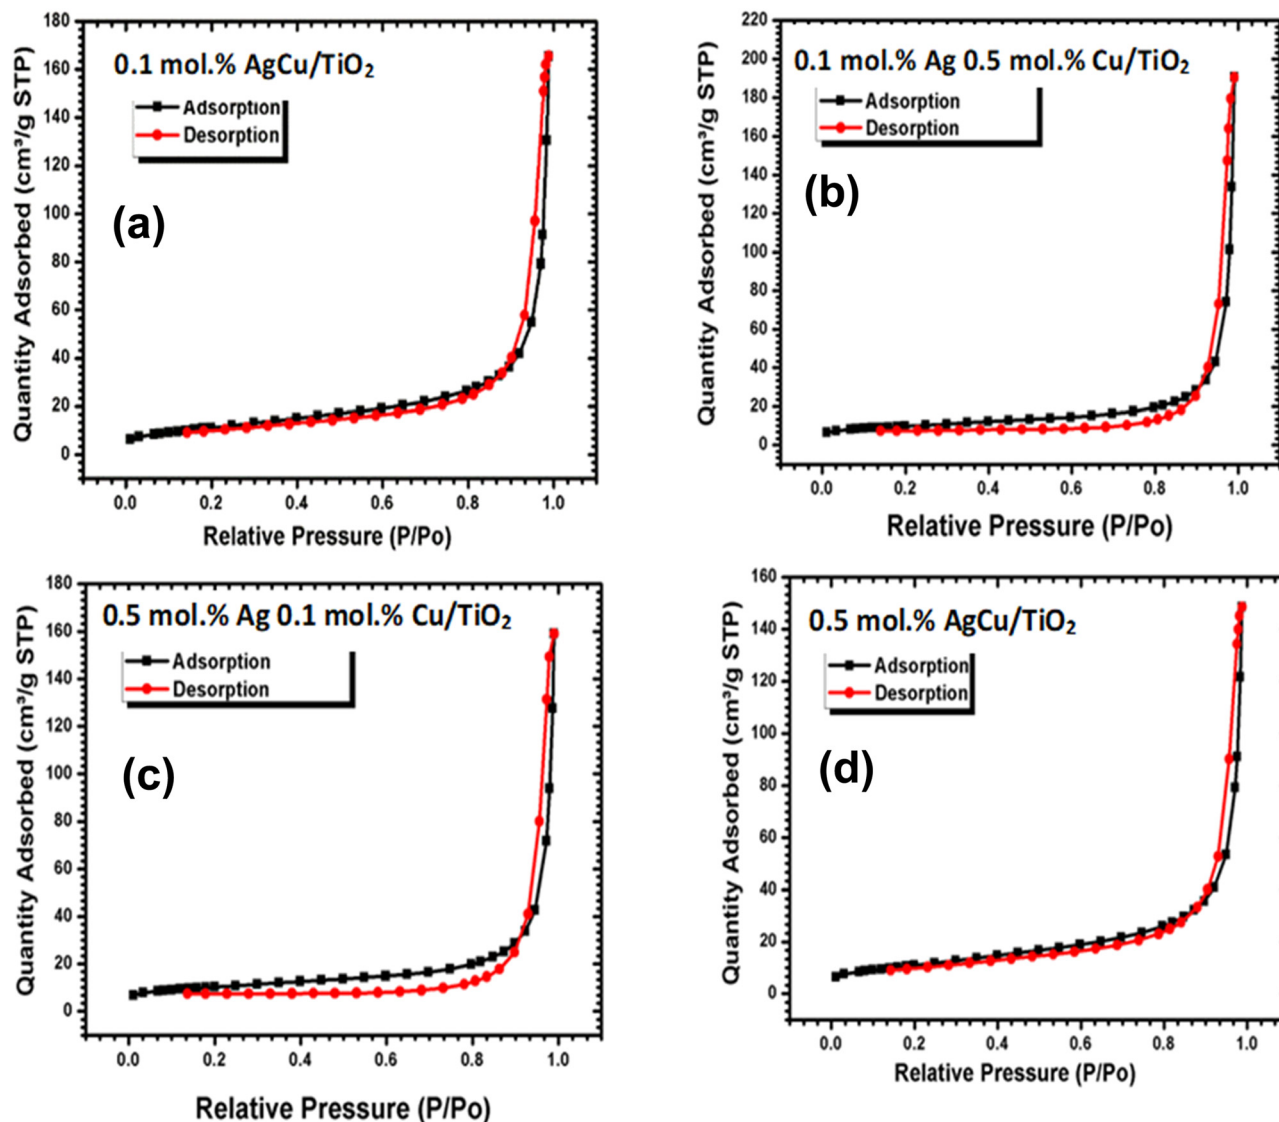 0.1 mol.% AgCu/TiO₂
Adsorption
Desorption
(a)
Quantity Adsorbed (cm³/g STP)
180
160
140
120
100
80
60
40
20
0
0.0 0.2 0.4 0.6 0.8 1.0
Relative Pressure (P/Po)
0.1 mol.% Ag 0.5 mol.% Cu/TiO₂
Adsorption
Desorption
(b)
Quantity Adsorbed (cm³/g STP)
220
200
180
160
140
120
100
80
60
40
20
0
0.0 0.2 0.4 0.6 0.8 1.0
Relative Pressure (P/Po)
0.5 mol.% Ag 0.1 mol.% Cu/TiO₂
Adsorption
Desorption
(c)
Quantity Adsorbed (cm³/g STP)
180
160
140
120
100
80
60
40
20
0
0.0 0.2 0.4 0.6 0.8 1.0
Relative Pressure (P/Po)
0.5 mol.% AgCu/TiO₂
Adsorption
Desorption
(d)
Quantity Adsorbed (cm³/g STP)
160
140
120
100
80
60
40
20
0
0.0 0.2 0.4 0.6 0.8 1.0
Relative Pressure (P/Po)